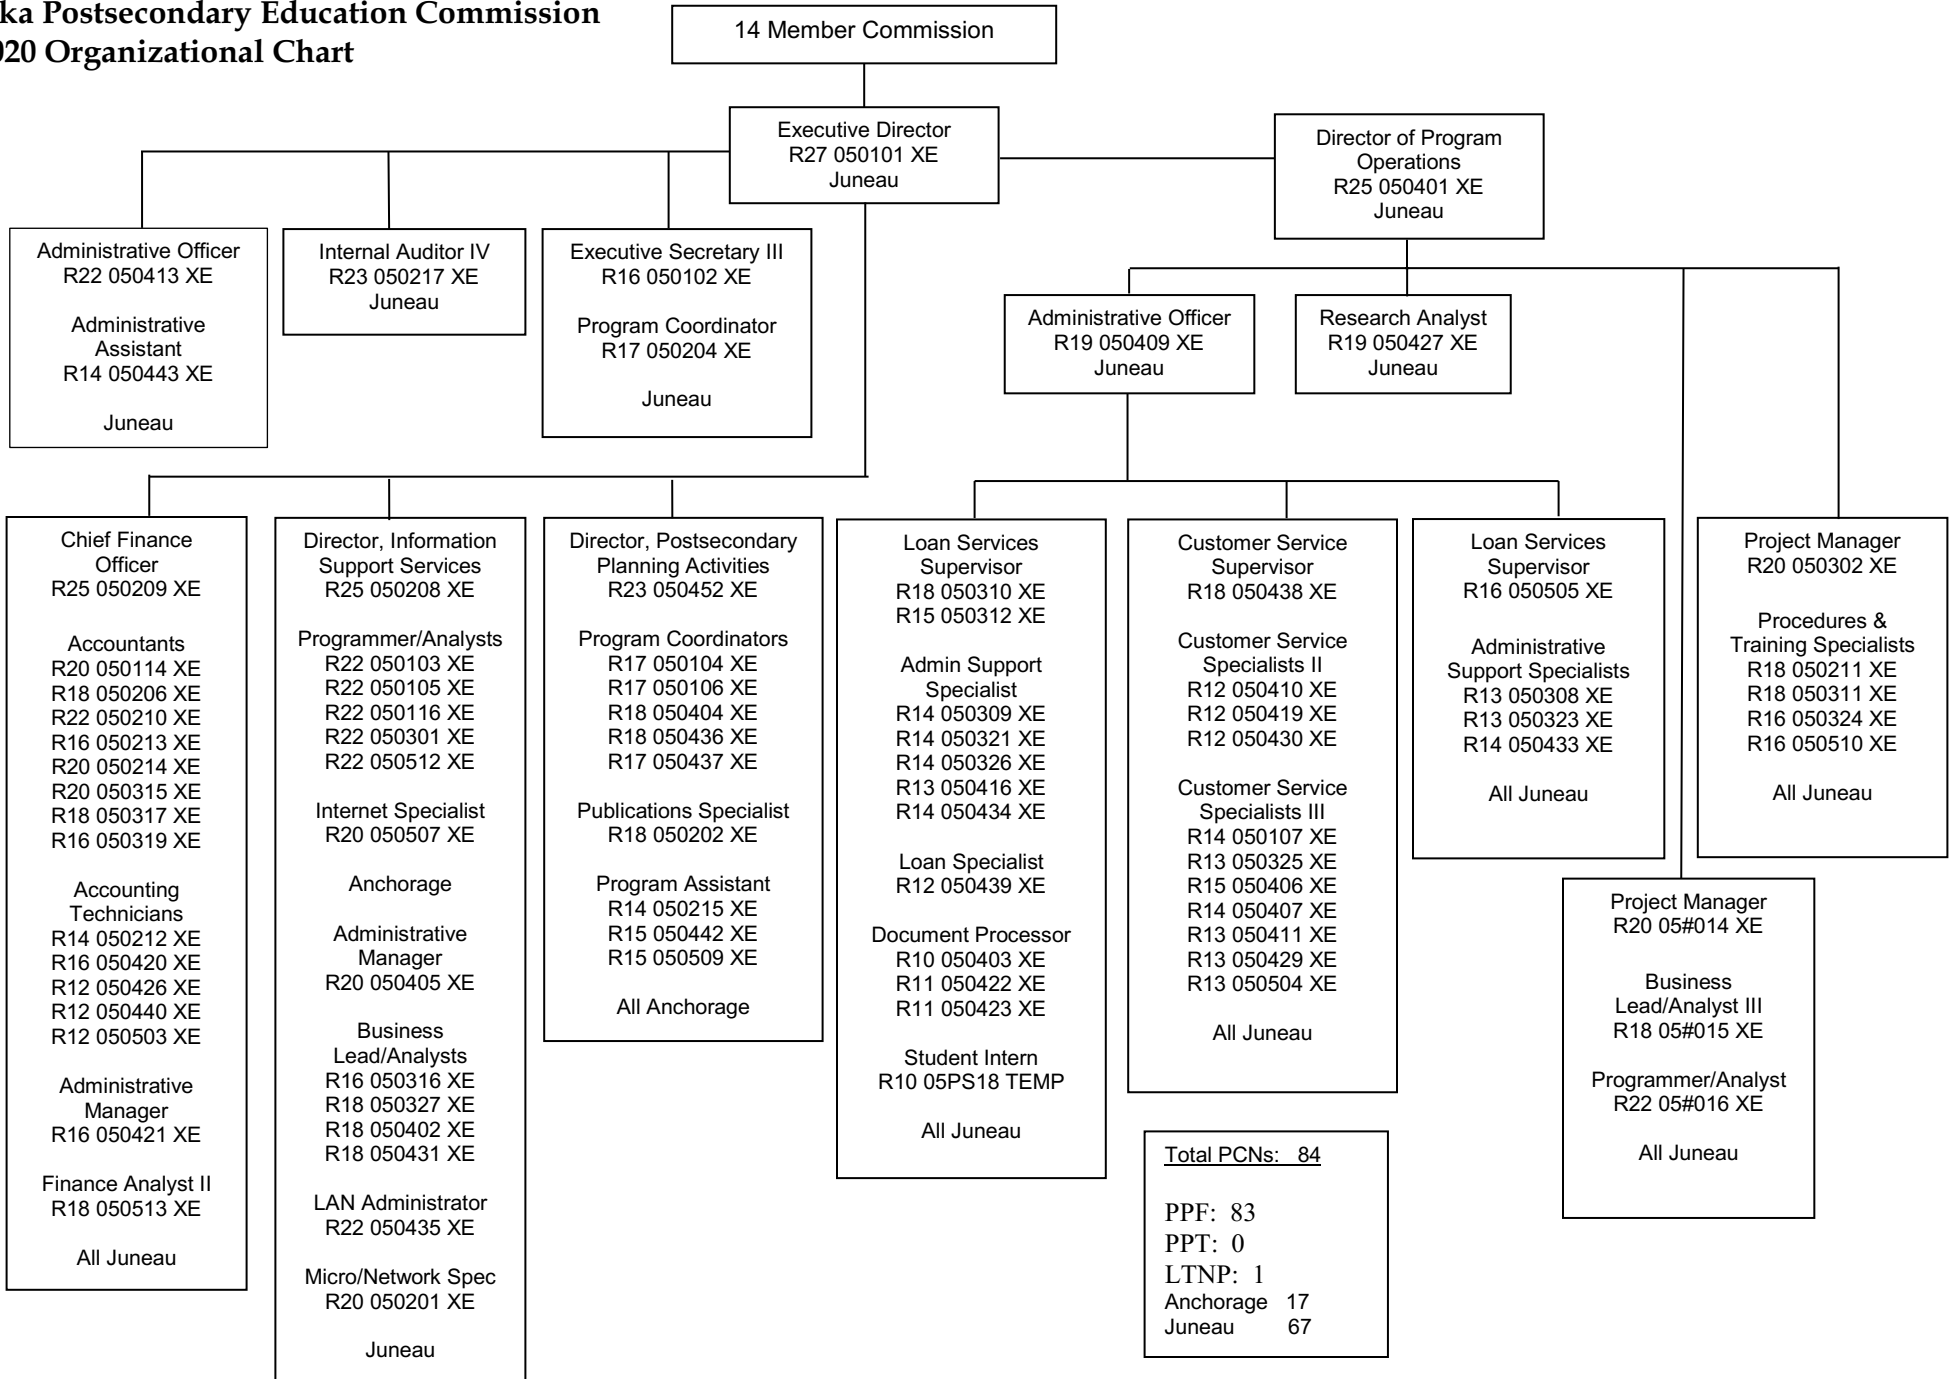 ka Postsecondary Education Commission
020 Organizational Chart
14 Member Commission
Executive Director
R27 050101 XE
Juneau
Director of Program
Operations
R25 050401 XE
Juneau
Administrative Officer
R22 050413 XE
Administrative
Assistant
R14 050443 XE
Juneau
Internal Auditor IV
R23 050217 XE
Juneau
Executive Secretary III
R16 050102 XE
Program Coordinator
R17 050204 XE
Juneau
Administrative Officer
R19 050409 XE
Juneau
Research Analyst
R19 050427 XE
Juneau
Chief Finance
Officer
R25 050209 XE
Accountants
R20 050114 XE
R18 050206 XE
R22 050210 XE
R16 050213 XE
R20 050214 XE
R20 050315 XE
R18 050317 XE
R16 050319 XE
Accounting
Technicians
R14 050212 XE
R16 050420 XE
R12 050426 XE
R12 050440 XE
R12 050503 XE
Administrative
Manager
R16 050421 XE
Finance Analyst II
R18 050513 XE
All Juneau
Director, Information
Support Services
R25 050208 XE
Programmer/Analysts
R22 050103 XE
R22 050105 XE
R22 050116 XE
R22 050301 XE
R22 050512 XE
Internet Specialist
R20 050507 XE
Anchorage
Administrative
Manager
R20 050405 XE
Business
Lead/Analysts
R16 050316 XE
R18 050327 XE
R18 050402 XE
R18 050431 XE
LAN Administrator
R22 050435 XE
Micro/Network Spec
R20 050201 XE
Juneau
Director, Postsecondary
Planning Activities
R23 050452 XE
Program Coordinators
R17 050104 XE
R17 050106 XE
R18 050404 XE
R18 050436 XE
R17 050437 XE
Publications Specialist
R18 050202 XE
Program Assistant
R14 050215 XE
R15 050442 XE
R15 050509 XE
All Anchorage
Loan Services
Supervisor
R18 050310 XE
R15 050312 XE
Admin Support
Specialist
R14 050309 XE
R14 050321 XE
R14 050326 XE
R13 050416 XE
R14 050434 XE
Loan Specialist
R12 050439 XE
Document Processor
R10 050403 XE
R11 050422 XE
R11 050423 XE
Student Intern
R10 05PS18 TEMP
All Juneau
Customer Service
Supervisor
R18 050438 XE
Customer Service
Specialists II
R12 050410 XE
R12 050419 XE
R12 050430 XE
Customer Service
Specialists III
R14 050107 XE
R13 050325 XE
R15 050406 XE
R14 050407 XE
R13 050411 XE
R13 050429 XE
R13 050504 XE
All Juneau
Loan Services
Supervisor
R16 050505 XE
Administrative
Support Specialists
R13 050308 XE
R13 050323 XE
R14 050433 XE
All Juneau
Project Manager
R20 050302 XE
Procedures &
Training Specialists
R18 050211 XE
R18 050311 XE
R16 050324 XE
R16 050510 XE
All Juneau
Project Manager
R20 05#014 XE
Business
Lead/Analyst III
R18 05#015 XE
Programmer/Analyst
R22 05#016 XE
All Juneau
Total PCNs: 84
PPF: 83
PPT: 0
LTNP: 1
Anchorage 17
Juneau 67